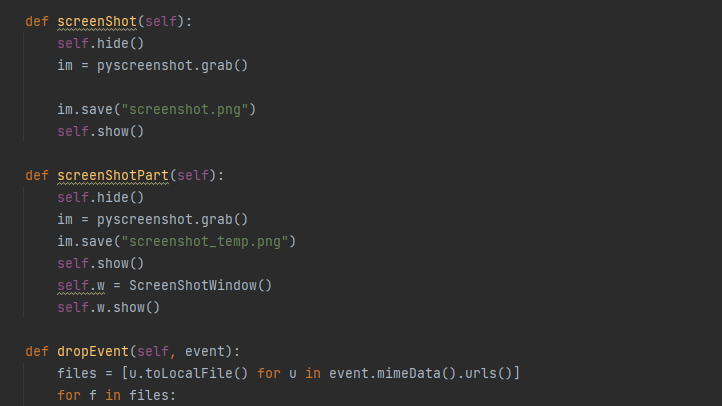 def screenShot(self):
    self.hide()
    im = pyscreenshot.grab()

    im.save("screenshot.png")
    self.show()

def screenShotPart(self):
    self.hide()
    im = pyscreenshot.grab()
    im.save("screenshot_temp.png")
    self.show()
    self.w = ScreenShotWindow()
    self.w.show()

def dropEvent(self, event):
    files = [u.toLocalFile() for u in event.mimeData().urls()]
    for f in files: